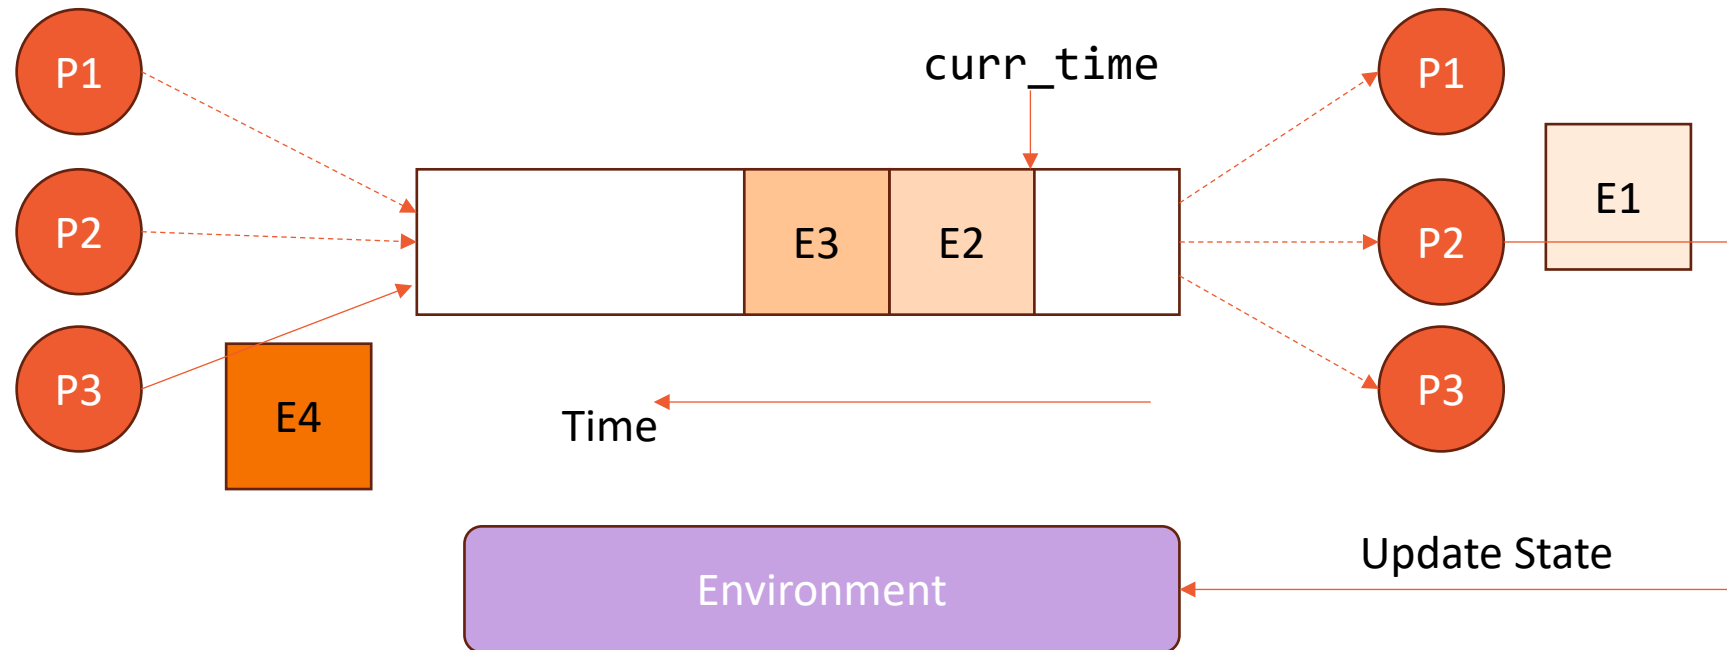 P1
P2
P3
E4
curr_time
E3
E2
Time
P1
P2
P3
E1
Environment
Update State